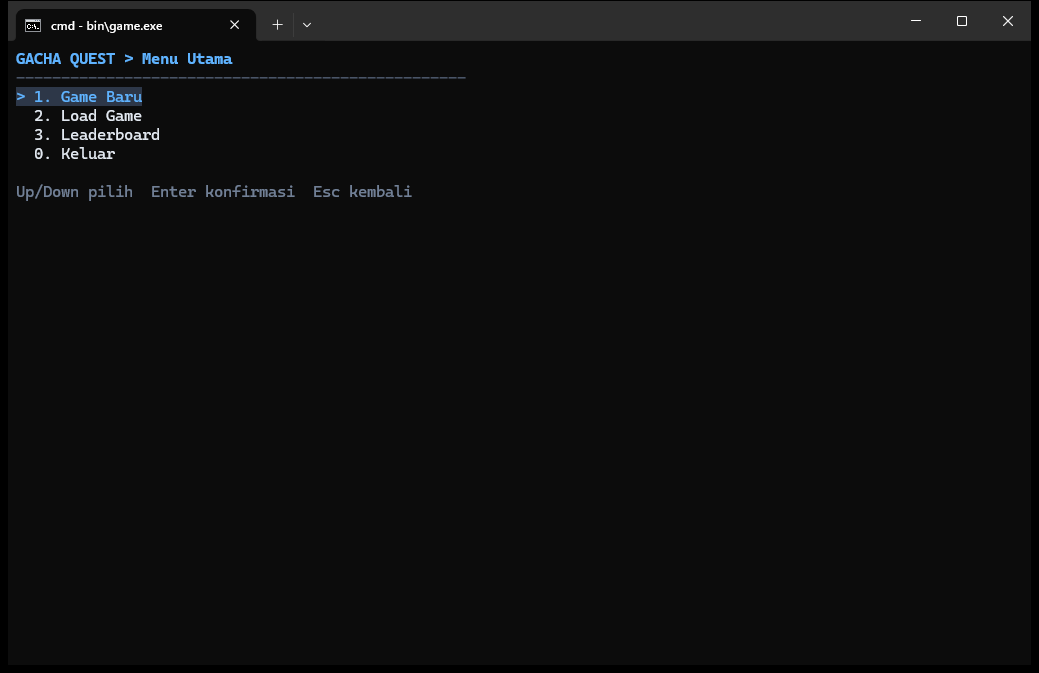 cmd - bin\game.exe
GACHA QUEST > Menu Utama
--------------------------------------------------
> 1. Game Baru
2. Load Game
3. Leaderboard
0. Keluar
Up/Down pilih  Enter konfirmasi  Esc kembali